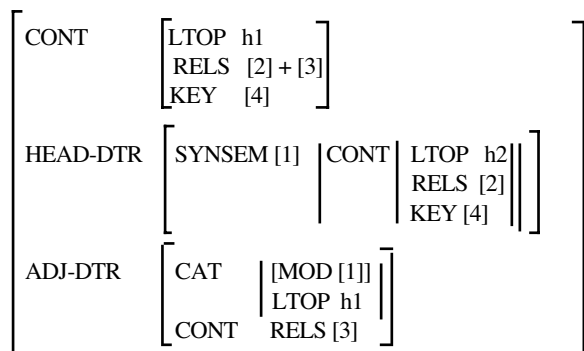 CONT LTOP h1
RELS [2] + [3]
KEY [4]
HEAD-DTR SYNSEM [1] CONT LTOP h2
RELS [2]
KEY [4]
ADJ-DTR CAT [MOD [1]]
LTOP h1
CONT RELS [3]